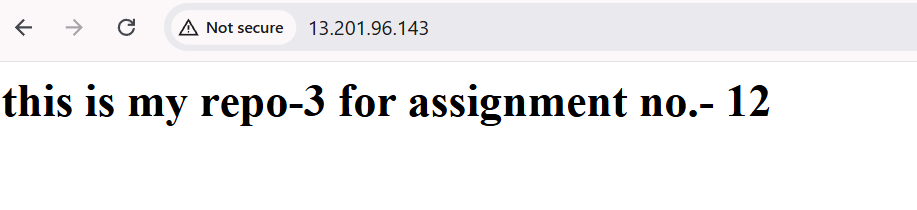 Not secure 13.201.96.143
this is my repo-3 for assignment no.- 12